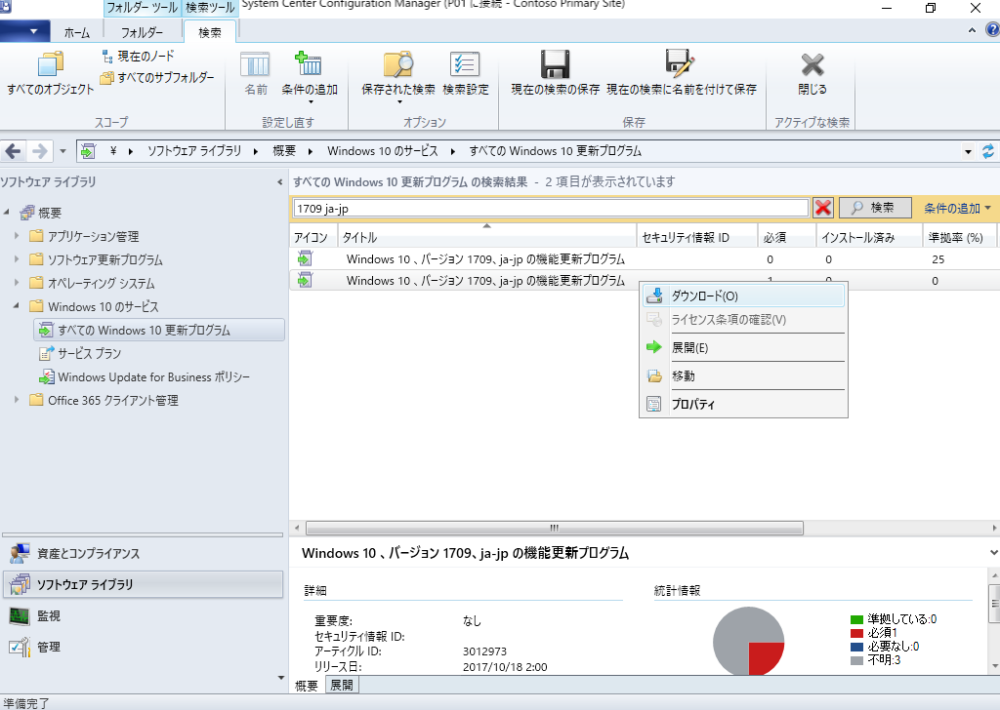 フォルダー ツール 検索ツール System Center Configuration Manager (P01 に接続 - Contoso Primary Site)
ホーム フォルダー 検索
すべてのオブジェクト
現在のノード
すべてのサブフォルダー
名前 条件の追加
保存された検索 検索設定
現在の検索の保存 現在の検索に名前を付けて保存
閉じる
スコープ 設定し直す オプション 保存 アクティブな検索
¥ ソフトウェア ライブラリ 概要 Windows 10 のサービス すべての Windows 10 更新プログラム
ソフトウェア ライブラリ
概要
アプリケーション管理
ソフトウェア更新プログラム
オペレーティング システム
Windows 10 のサービス
すべての Windows 10 更新プログラム
サービス プラン
Windows Update for Business ポリシー
Office 365 クライアント管理
資産とコンプライアンス
ソフトウェア ライブラリ
監視
管理
すべての Windows 10 更新プログラム の検索結果 - 2 項目が表示されています
1709 ja-jp 検索 条件の追加
アイコン タイトル セキュリティ情報 ID 必須 インストール済み 準拠率 (%)
Windows 10 、バージョン 1709、ja-jp の機能更新プログラム 0 0 25
Windows 10 、バージョン 1709、ja-jp の機能更新プログラム 1 0 0
ダウンロード(O)
ライセンス条項の確認(V)
展開(E)
移動
プロパティ
Windows 10 、バージョン 1709、ja-jp の機能更新プログラム
詳細
重要度: なし
セキュリティ情報 ID:
アーティクル ID: 3012973
リリース日: 2017/10/18 2:00
統計情報
準拠している:0
必須1
必要なし:0
不明:3
概要 展開
準備完了